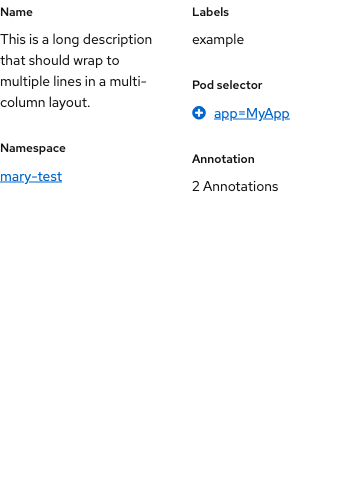 Name
This is a long description
that should wrap to
multiple lines in a multi-
column layout.
Namespace
mary-test
Labels
example
Pod selector
app=MyApp
Annotation
2 Annotations